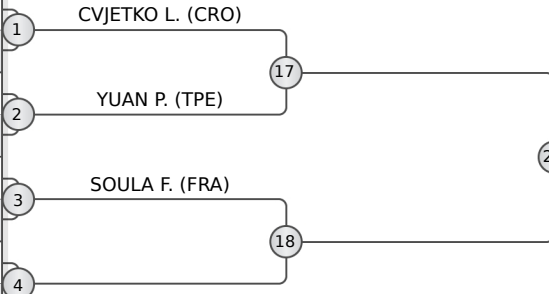 CVJETKO L. (CRO)
1
17
YUAN P. (TPE)
2
SOULA F. (FRA)
3
18
4